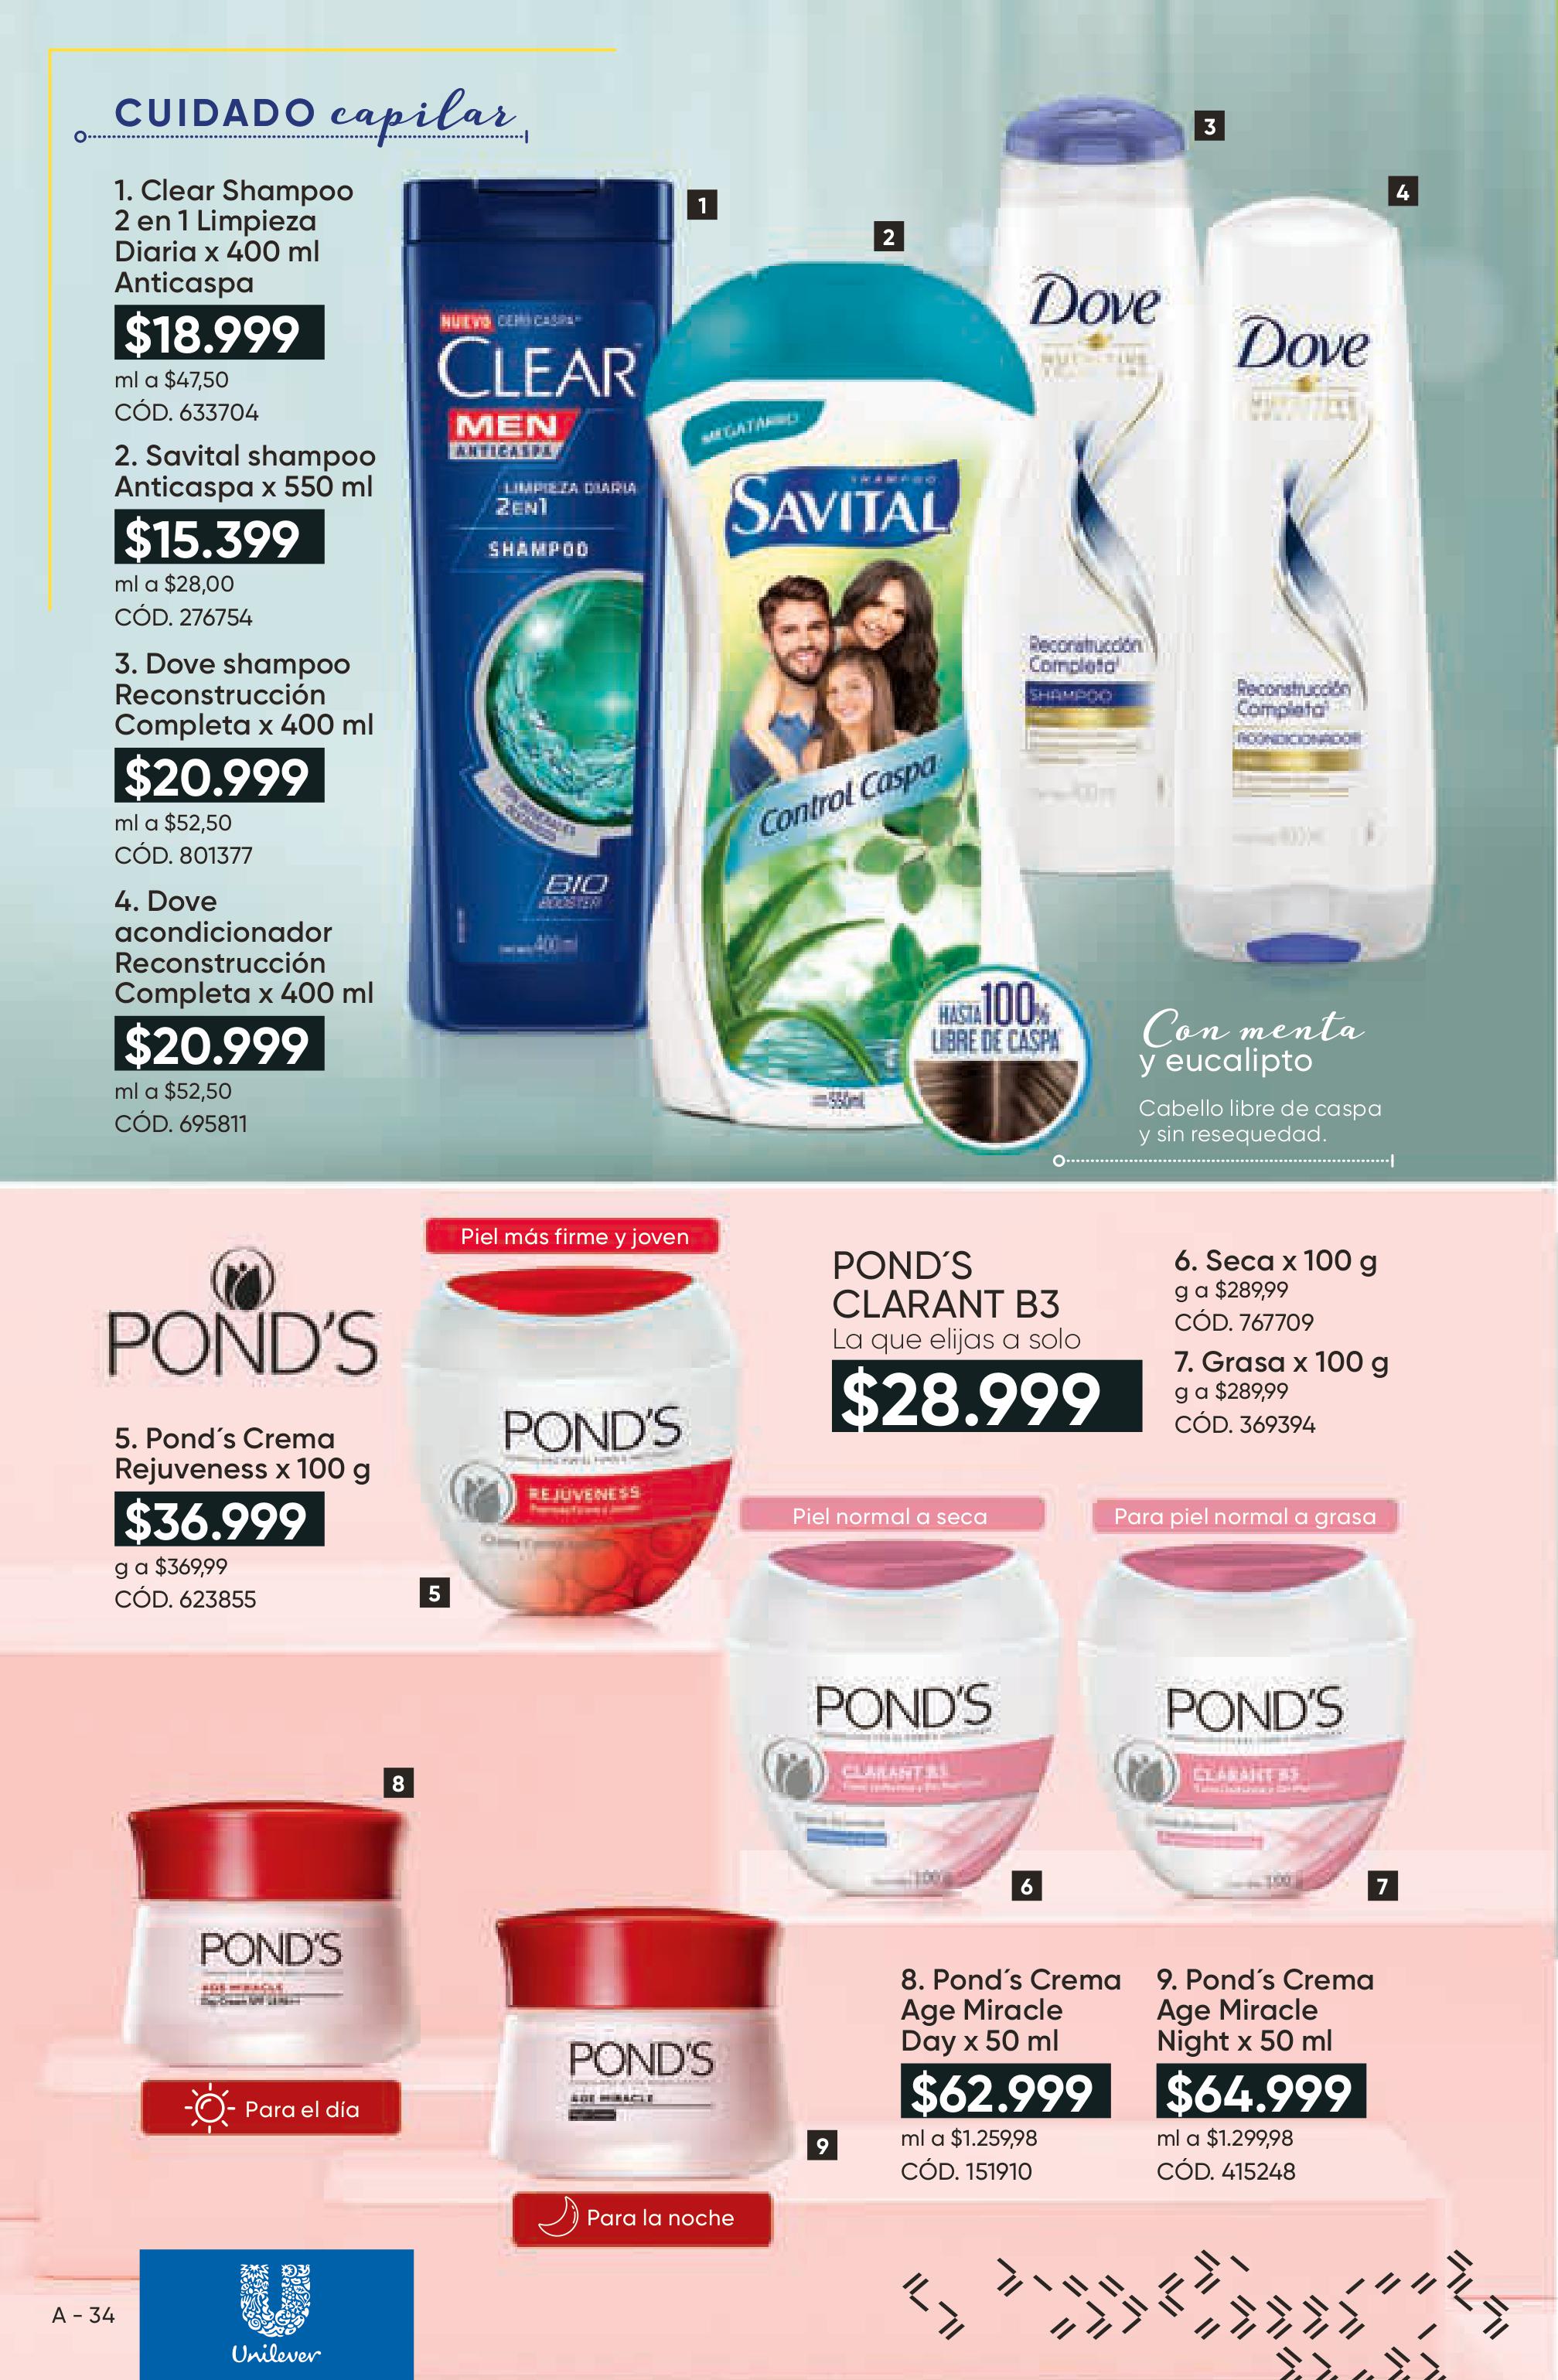 CUIDADO capilar
1. Clear Shampoo
2 en 1 Limpieza
Diaria x 400 ml
Anticaspa
$18.999
ml a $47,50
CÓD. 633704
2. Savital shampoo
Anticaspa x 550 ml
$15.399
ml a $28,00
CÓD. 276754
3. Dove shampoo
Reconstrucción
Completa x 400 ml
$20.999
ml a $52,50
CÓD. 801377
4. Dove
acondicionador
Reconstrucción
Completa x 400 ml
$20.999
ml a $52,50
CÓD. 695811
1
NUEVO CERO CASPA
CLEAR
MEN
ANTICASPA
LIMPIEZA DIARIA
2EN1
SHAMPOO
BIO
BOOSTER
400ml
2
MEGATARRO
SHAMPOO
SAVITAL
Control Caspa
550ml
HASTA 100%
LIBRE DE CASPA
3
Dove
Reconstrucción
Completa
SHAMPOO
4
Dove
Reconstrucción
Completa
ACONDICIONADOR
Con menta
y eucalipto
Cabello libre de caspa
y sin resequedad.
POND'S
5. Pond´s Crema
Rejuveness x 100 g
$36.999
g a $369,99
CÓD. 623855
Piel más firme y joven
POND'S
REJUVENESS
5
POND´S
CLARANT B3
La que elijas a solo
$28.999
6. Seca x 100 g
g a $289,99
CÓD. 767709
7. Grasa x 100 g
g a $289,99
CÓD. 369394
Piel normal a seca
POND'S
CLARANT B3
100 g
6
Para piel normal a grasa
POND'S
CLARANT B3
100 g
7
8
POND'S
AGE MIRACLE
Para el día
POND'S
AGE MIRACLE
9
Para la noche
8. Pond´s Crema
Age Miracle
Day x 50 ml
$62.999
ml a $1.259,98
CÓD. 151910
9. Pond´s Crema
Age Miracle
Night x 50 ml
$64.999
ml a $1.299,98
CÓD. 415248
A - 34
Unilever